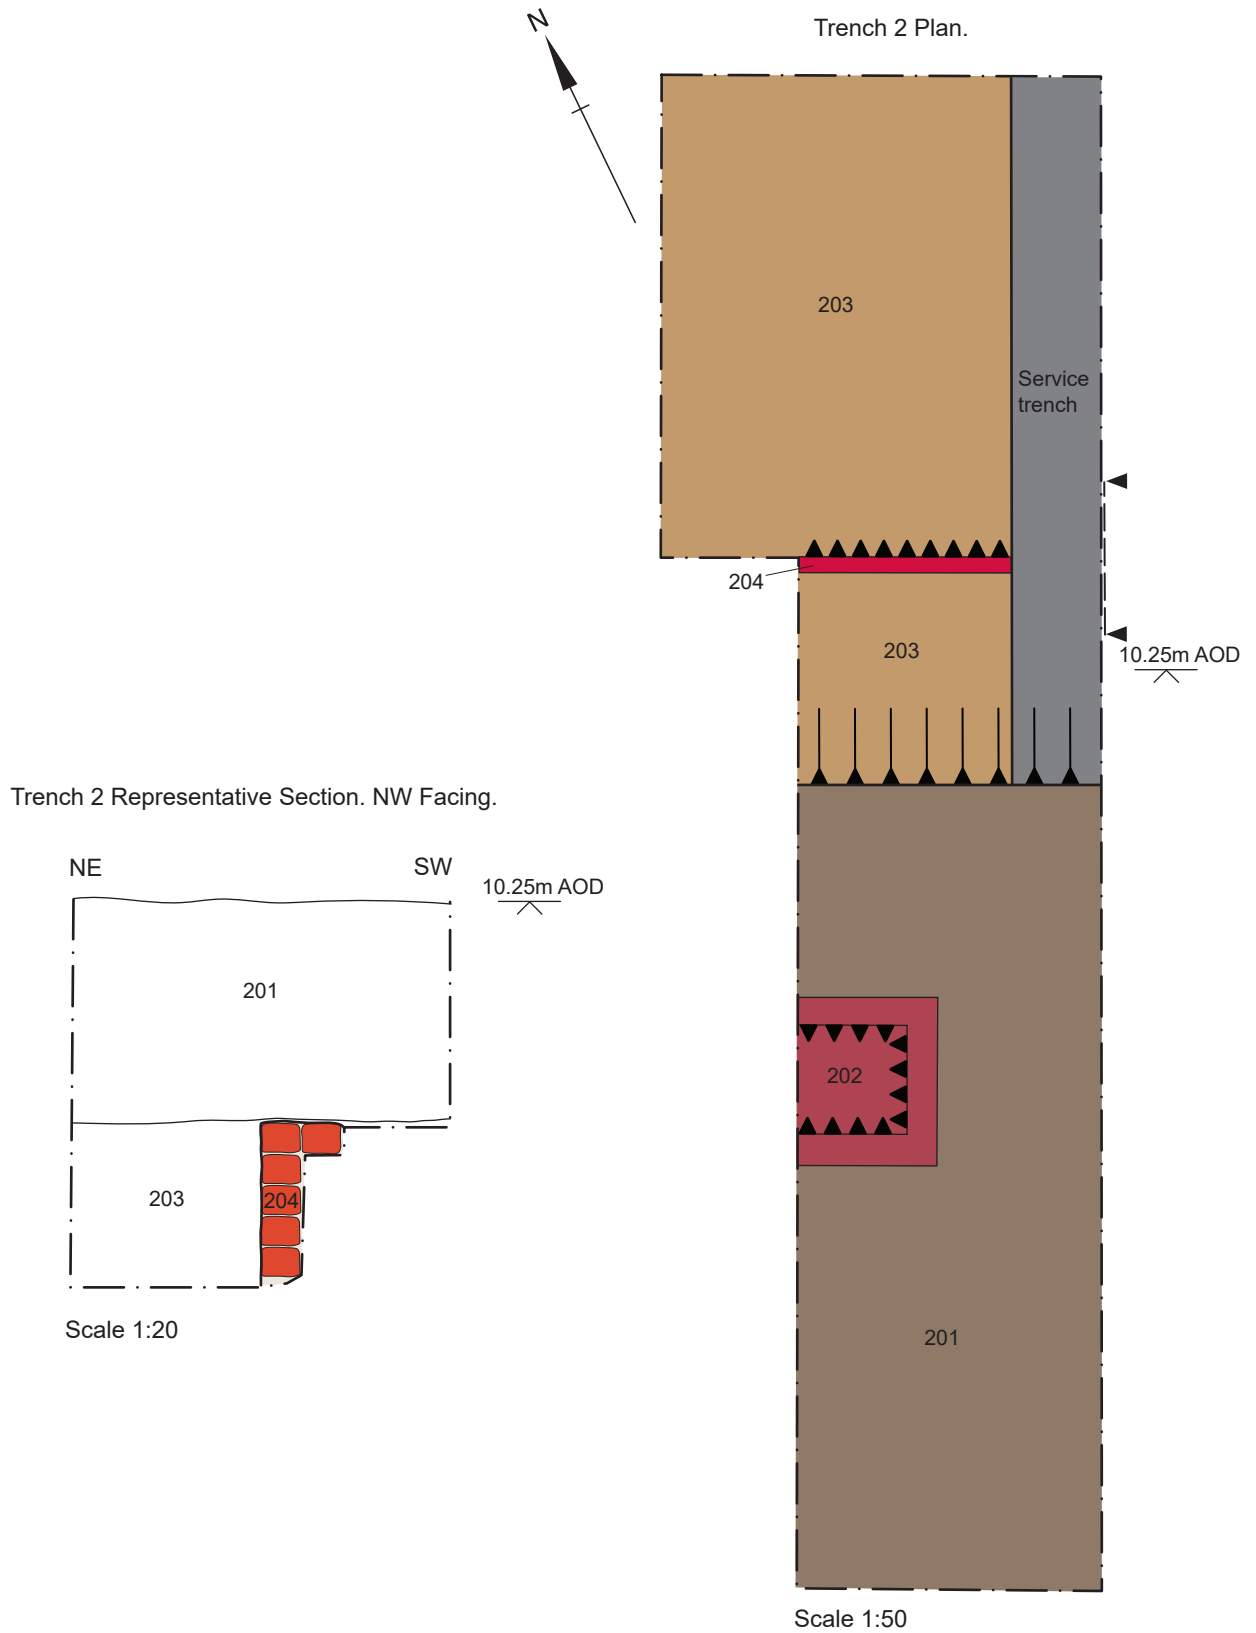 N
Trench 2 Plan.
203
Service
trench
204
203
10.25m AOD
Trench 2 Representative Section. NW Facing.
NE
SW
10.25m AOD
201
203
204
Scale 1:20
202
201
Scale 1:50